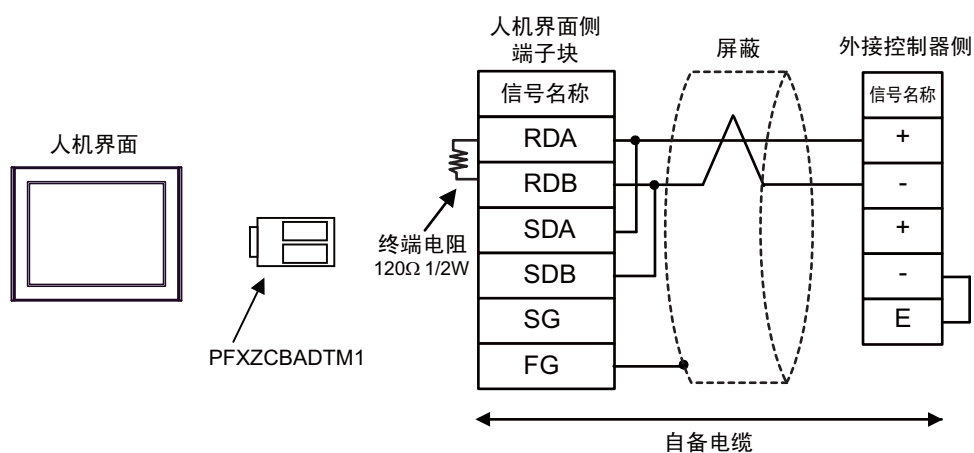 人机界面
PFXZCBADTM1
终端电阻
120Ω 1/2W
人机界面侧
端子块
信号名称
RDA
RDB
SDA
SDB
SG
FG
屏蔽
外接控制器侧
信号名称
+
-
+
-
E
自备电缆